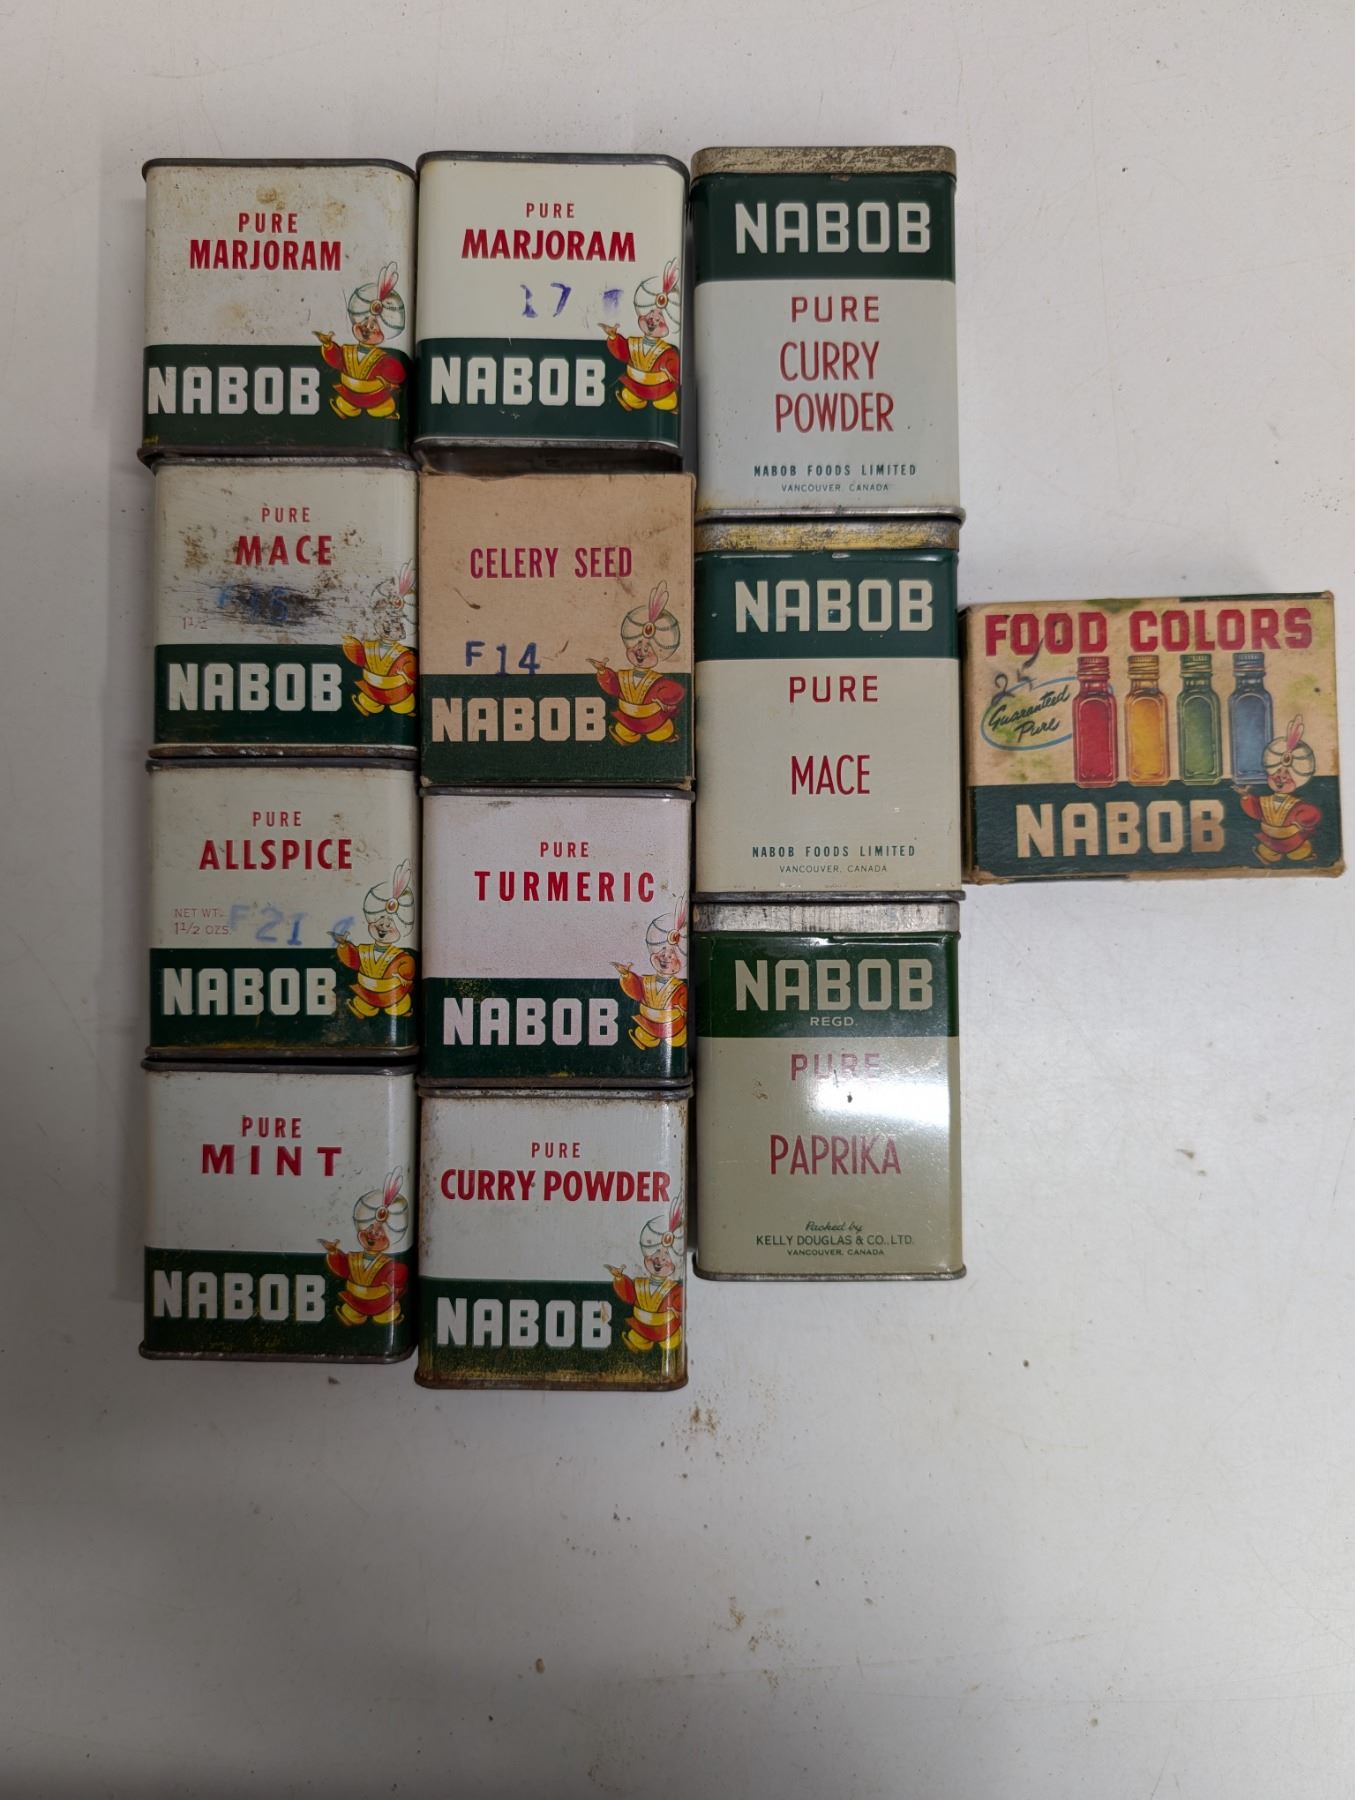 PURE
MARJORAM
NABOB
PURE
MACE
1½
NABOB
PURE
ALLSPICE
NET WT.
1½ OZS.
F21 ¢
NABOB
PURE
MINT
NABOB
PURE
MARJORAM
17
NABOB
CELERY SEED
F14
NABOB
PURE
TURMERIC
NABOB
PURE
CURRY POWDER
NABOB
NABOB
PURE
CURRY
POWDER
NABOB FOODS LIMITED
VANCOUVER, CANADA
NABOB
PURE
MACE
NABOB FOODS LIMITED
VANCOUVER, CANADA
NABOB
REGD.
PURE
PAPRIKA
Packed by
KELLY DOUGLAS & CO., LTD.
VANCOUVER, CANADA
FOOD COLORS
Guaranteed
Pure
NABOB